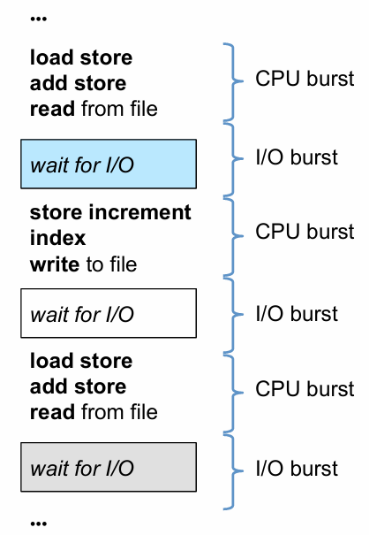 ...
load store
add store
read from file
CPU burst
wait for I/O
I/O burst
store increment
index
write to file
CPU burst
wait for I/O
I/O burst
load store
add store
read from file
CPU burst
wait for I/O
I/O burst
...